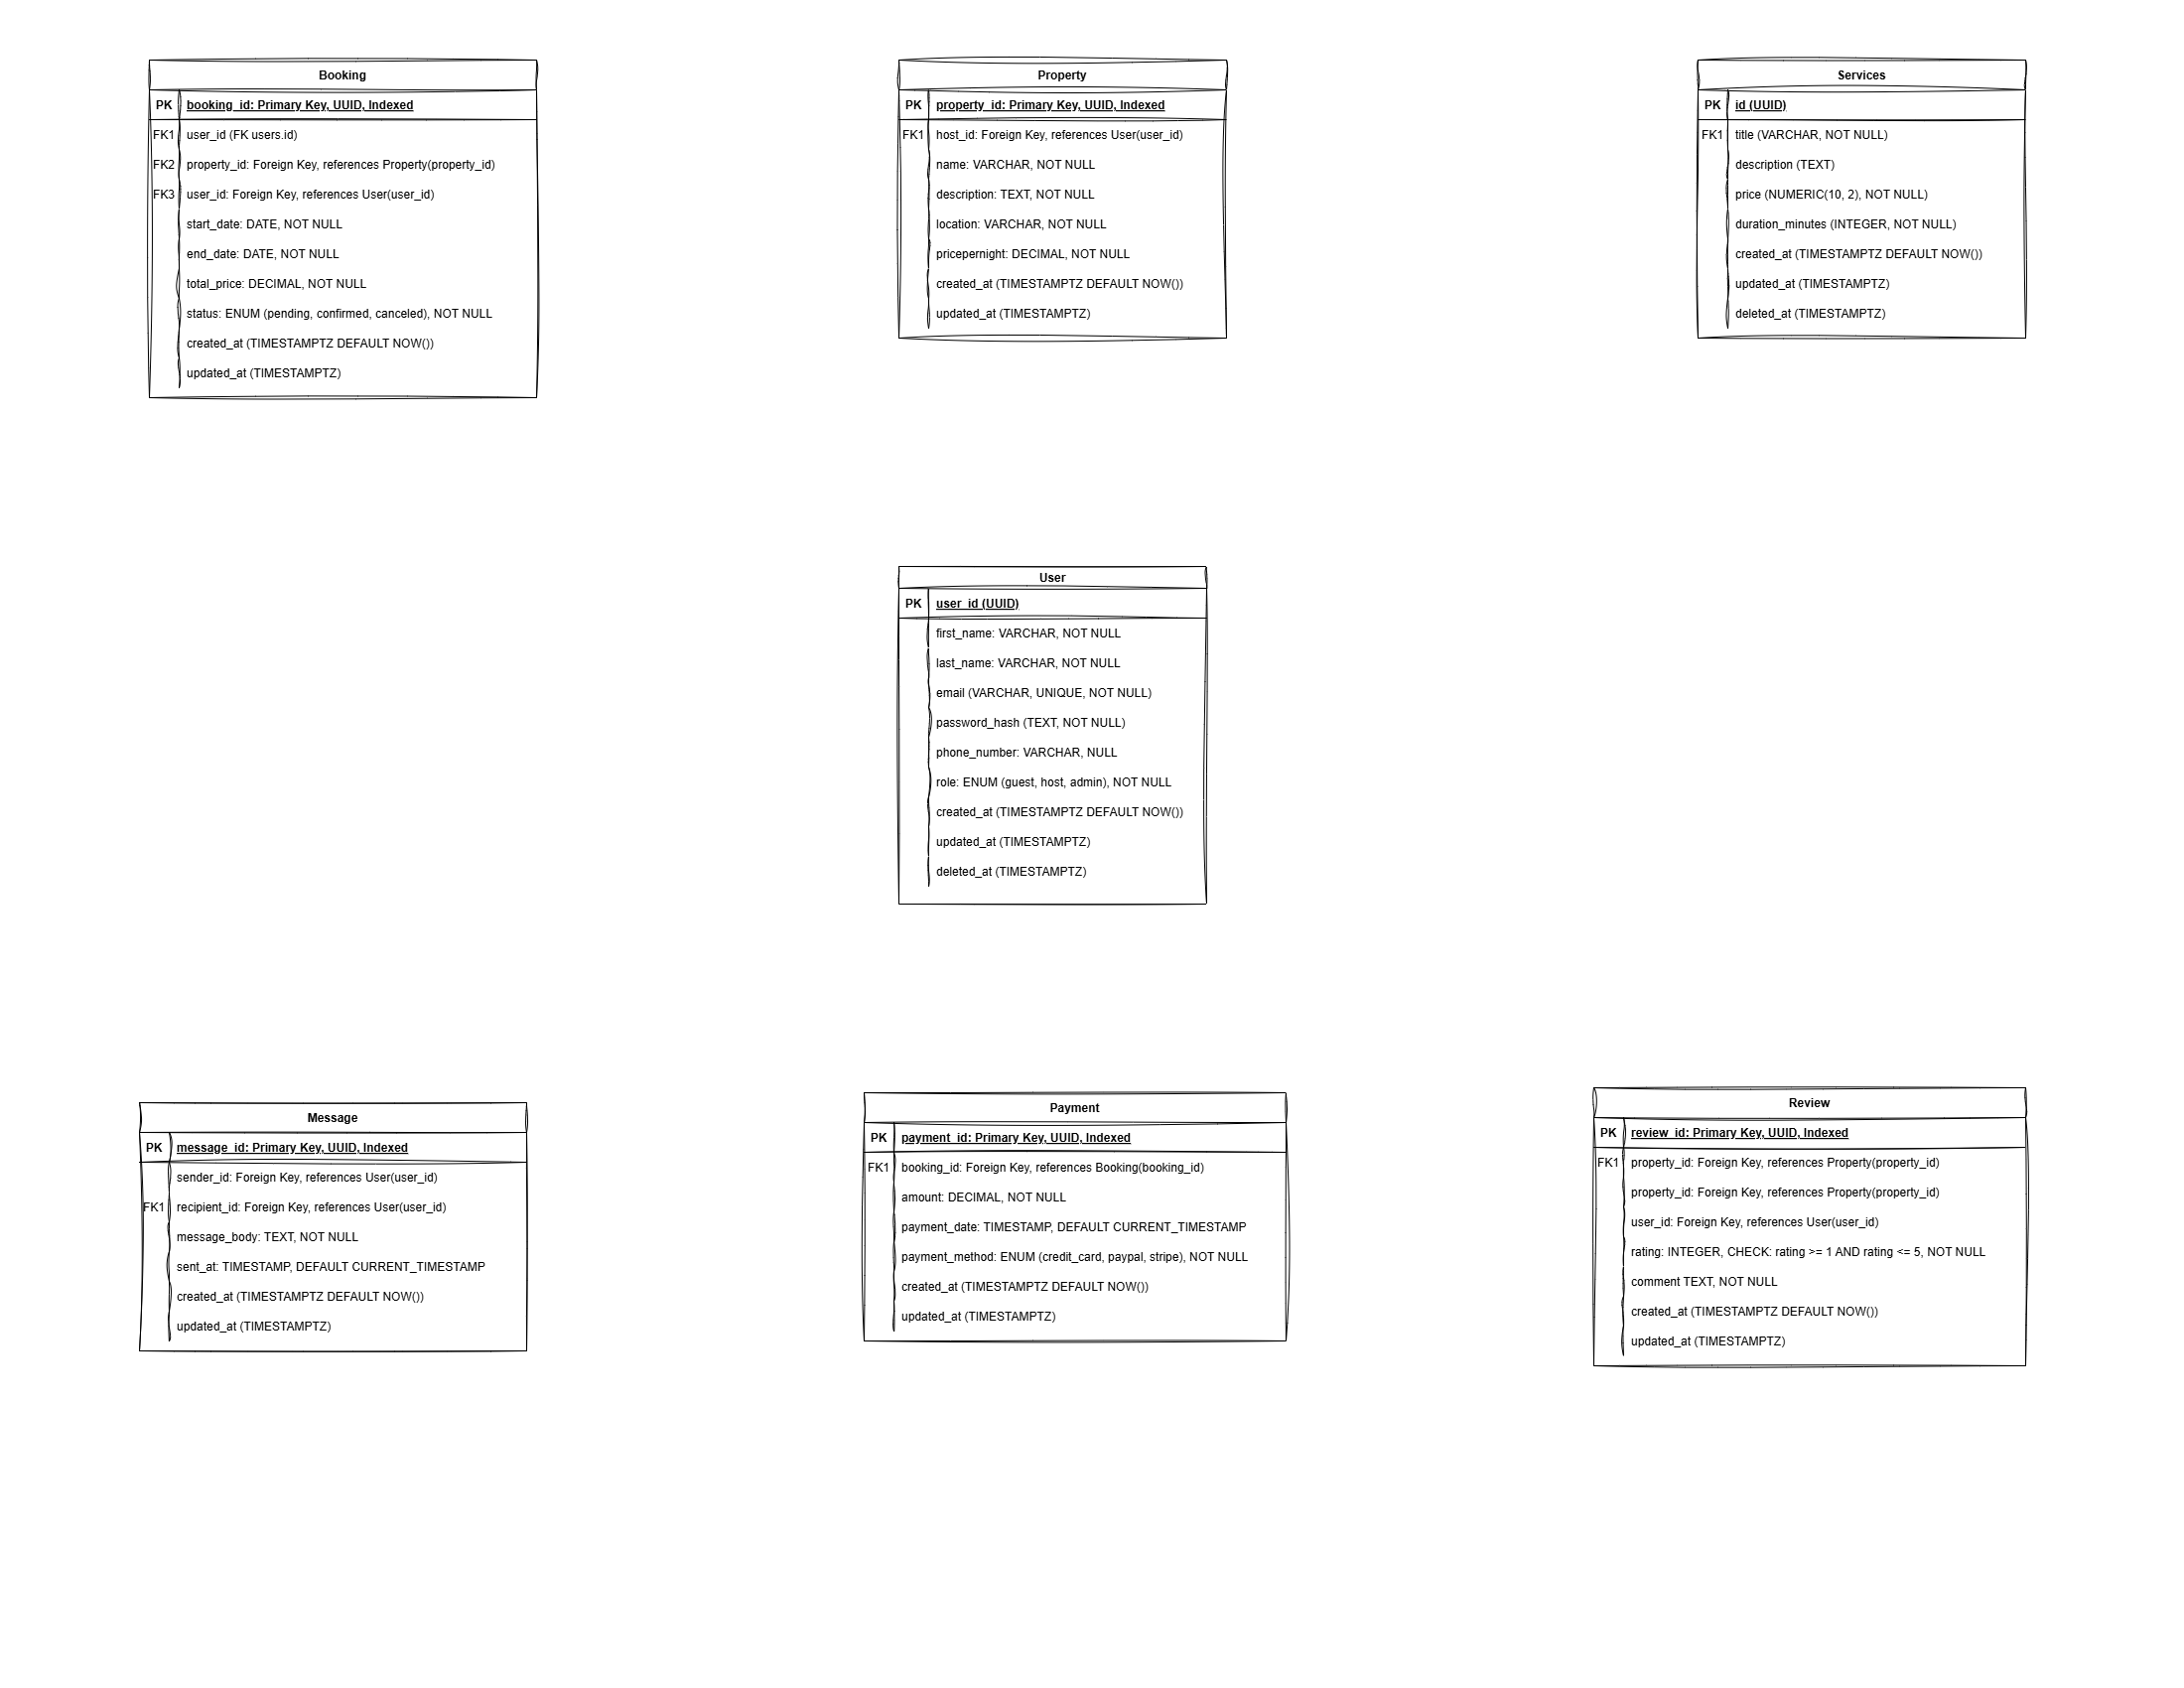 Booking
PK booking_id: Primary Key, UUID, Indexed
FK1 user_id (FK users.id)
FK2 property_id: Foreign Key, references Property(property_id)
FK3 user_id: Foreign Key, references User(user_id)
start_date: DATE, NOT NULL
end_date: DATE, NOT NULL
total_price: DECIMAL, NOT NULL
status: ENUM (pending, confirmed, canceled), NOT NULL
created_at (TIMESTAMPTZ DEFAULT NOW())
updated_at (TIMESTAMPTZ)
Property
PK property_id: Primary Key, UUID, Indexed
FK1 host_id: Foreign Key, references User(user_id)
name: VARCHAR, NOT NULL
description: TEXT, NOT NULL
location: VARCHAR, NOT NULL
pricepernight: DECIMAL, NOT NULL
created_at (TIMESTAMPTZ DEFAULT NOW())
updated_at (TIMESTAMPTZ)
Services
PK id (UUID)
FK1 title (VARCHAR, NOT NULL)
description (TEXT)
price (NUMERIC(10, 2), NOT NULL)
duration_minutes (INTEGER, NOT NULL)
created_at (TIMESTAMPTZ DEFAULT NOW())
updated_at (TIMESTAMPTZ)
deleted_at (TIMESTAMPTZ)
User
PK user_id (UUID)
first_name: VARCHAR, NOT NULL
last_name: VARCHAR, NOT NULL
email (VARCHAR, UNIQUE, NOT NULL)
password_hash (TEXT, NOT NULL)
phone_number: VARCHAR, NULL
role: ENUM (guest, host, admin), NOT NULL
created_at (TIMESTAMPTZ DEFAULT NOW())
updated_at (TIMESTAMPTZ)
deleted_at (TIMESTAMPTZ)
Message
PK message_id: Primary Key, UUID, Indexed
sender_id: Foreign Key, references User(user_id)
FK1 recipient_id: Foreign Key, references User(user_id)
message_body: TEXT, NOT NULL
sent_at: TIMESTAMP, DEFAULT CURRENT_TIMESTAMP
created_at (TIMESTAMPTZ DEFAULT NOW())
updated_at (TIMESTAMPTZ)
Payment
PK payment_id: Primary Key, UUID, Indexed
FK1 booking_id: Foreign Key, references Booking(booking_id)
amount: DECIMAL, NOT NULL
payment_date: TIMESTAMP, DEFAULT CURRENT_TIMESTAMP
payment_method: ENUM (credit_card, paypal, stripe), NOT NULL
created_at (TIMESTAMPTZ DEFAULT NOW())
updated_at (TIMESTAMPTZ)
Review
PK review_id: Primary Key, UUID, Indexed
FK1 property_id: Foreign Key, references Property(property_id)
property_id: Foreign Key, references Property(property_id)
user_id: Foreign Key, references User(user_id)
rating: INTEGER, CHECK: rating >= 1 AND rating <= 5, NOT NULL
comment TEXT, NOT NULL
created_at (TIMESTAMPTZ DEFAULT NOW())
updated_at (TIMESTAMPTZ)